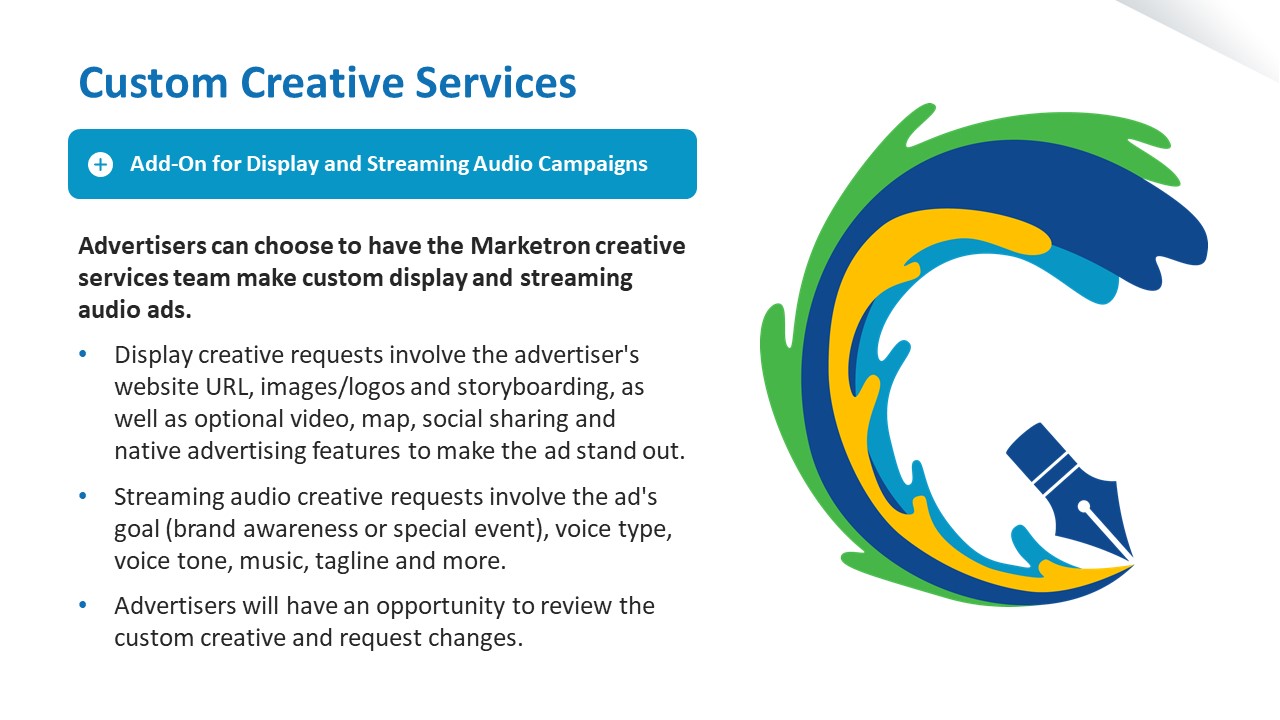 Custom Creative Services
Add-On for Display and Streaming Audio Campaigns
Advertisers can choose to have the Marketron creative
services team make custom display and streaming
audio ads.
• Display creative requests involve the advertiser's
website URL, images/logos and storyboarding, as
well as optional video, map, social sharing and
native advertising features to make the ad stand out.
• Streaming audio creative requests involve the ad's
goal (brand awareness or special event), voice type,
voice tone, music, tagline and more.
• Advertisers will have an opportunity to review the
custom creative and request changes.